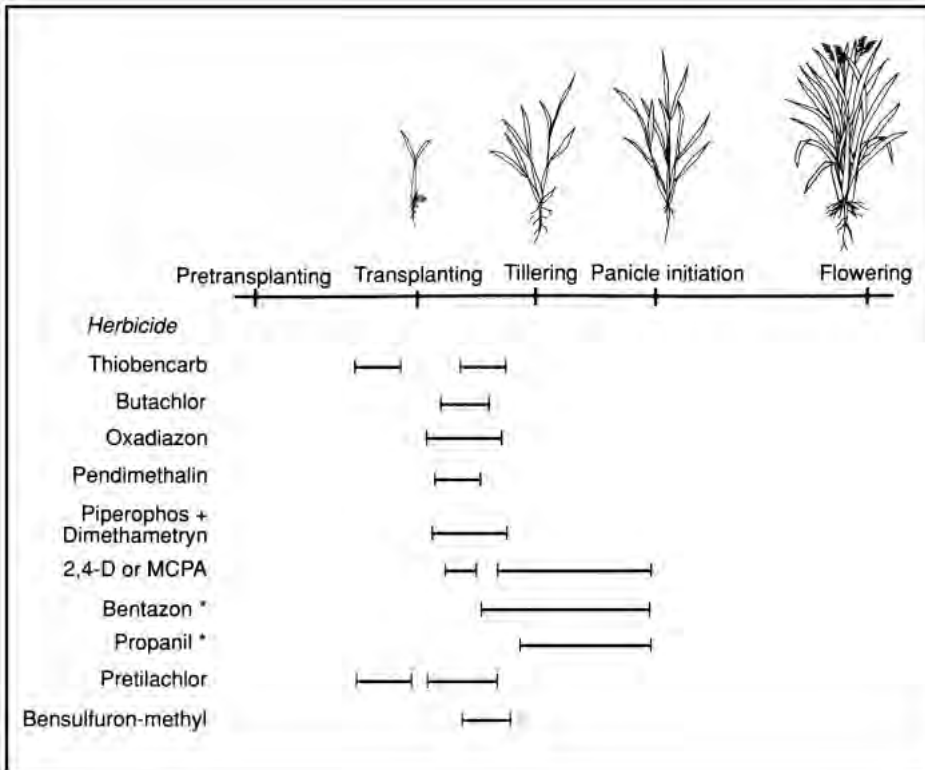 Pretransplanting Transplanting Tillering Panicle initiation Flowering
Herbicide
Thiobencarb
Butachlor
Oxadiazon
Pendimethalin
Piperophos +
Dimethametryn
2,4-D or MCPA
Bentazon *
Propanil *
Pretilachlor
Bensulfuron-methyl